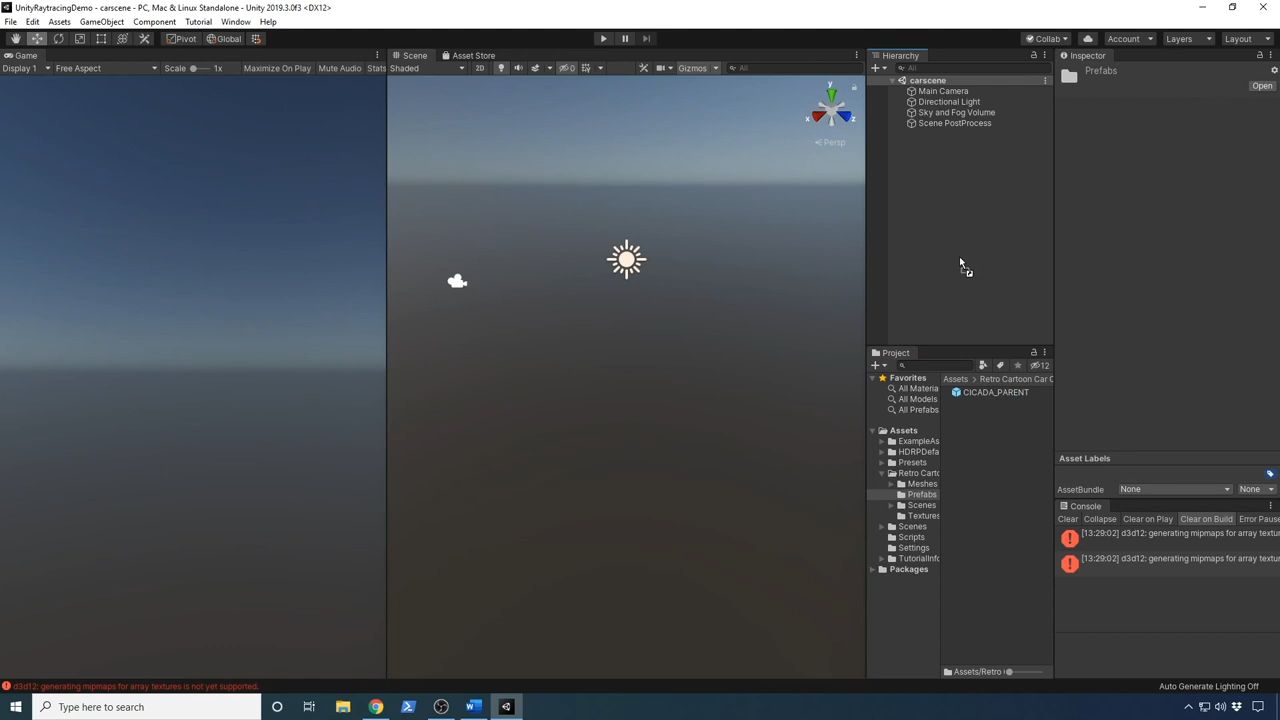 UnityRaytracingDemo - carscene - PC, Mac & Linux Standalone - Unity 2019.3.0f3 <DX12>
File Edit Assets GameObject Component Tutorial Window Help
Pivot Global Collab Account Layers Layout
Game
Display 1 Free Aspect Scale 1x Maximize On Play Mute Audio Stats
Scene Asset Store
Shaded 2D 0 Gizmos All
y
x z
Persp
Hierarchy
All
carscene
Main Camera
Directional Light
Sky and Fog Volume
Scene PostProcess
Project
12
Favorites
All Materia
All Models
All Prefabs
Assets
ExampleAs
HDRPDefa
Presets
Retro Carto
Meshes
Prefabs
Scenes
Textures
Scenes
Scripts
Settings
TutorialInfo
Packages
Assets > Retro Cartoon Car C
CICADA_PARENT
Assets/Retro
Inspector
Prefabs
Open
Asset Labels
AssetBundle None None
Console
Clear Collapse Clear on Play Clear on Build Error Pause
[13:29:02] d3d12: generating mipmaps for array textur
[13:29:02] d3d12: generating mipmaps for array textur
d3d12: generating mipmaps for array textures is not yet supported.
Auto Generate Lighting Off
Type here to search